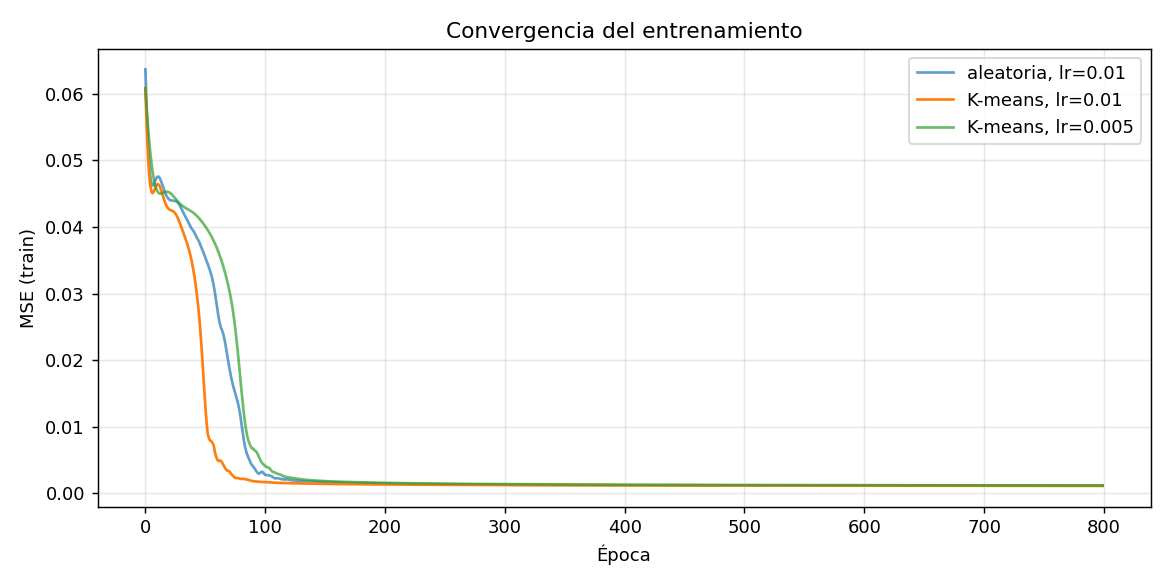 Convergencia del entrenamiento
aleatoria, lr=0.01
K-means, lr=0.01
K-means, lr=0.005
MSE (train)
0.06
0.05
0.04
0.03
0.02
0.01
0.00
0 100 200 300 400 500 600 700 800
Época